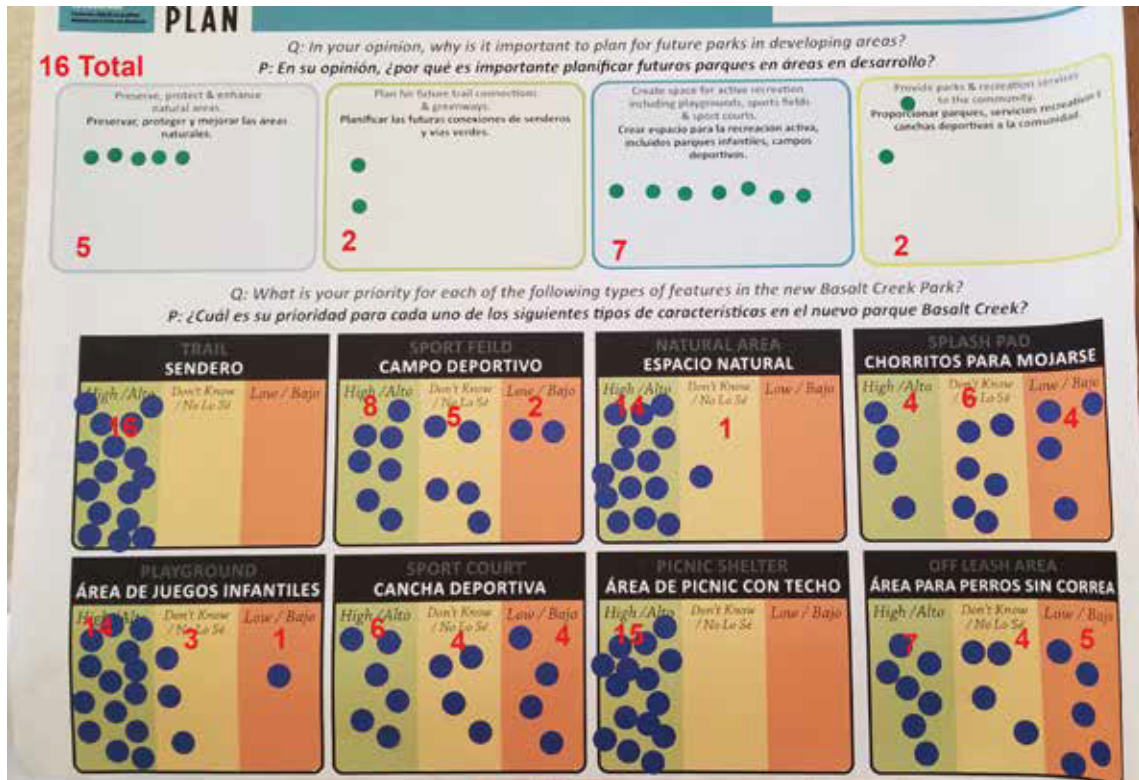 PLAN
Q: In your opinion, why is it important to plan for future parks in developing areas?
16 Total
P: En su opinión, ¿por qué es importante planificar futuros parques en áreas en desarrollo?
Preserve, protect & enhance
natural areas.
Preservar, proteger y mejorar las áreas
naturales.
5
Plan for future trail connections
& greenways.
Planificar las futuras conexiones de senderos
y vías verdes.
2
Create space for active recreation
including playgrounds, sports fields
& sport courts.
Crear espacio para la recreación activa,
incluidos parques infantiles, campos
deportivos.
7
Provide parks & recreation services
to the community.
Proporcionar parques, servicios recreativos
canchas deportivas a la comunidad.
2
Q: What is your priority for each of the following types of features in the new Basalt Creek Park?
P: ¿Cuál es su prioridad para cada uno de los siguientes tipos de características en el nuevo parque Basalt Creek?
TRAIL
SENDERO
High /Alto Don't Know Low / Bajo
/ No Lo Sé
16
SPORT FEILD
CAMPO DEPORTIVO
High /Alto Don't Know Low / Bajo
/ No Lo Sé
8 5 2
NATURAL AREA
ESPACIO NATURAL
High /Alto Don't Know Low / Bajo
/ No Lo Sé
14 1
SPLASH PAD
CHORRITOS PARA MOJARSE
High /Alto Don't Know Low / Bajo
Lo Sé
4 6 4
PLAYGROUND
ÁREA DE JUEGOS INFANTILES
High /Alto Don't Know Low / Bajo
/ No Lo Sé
14 3 1
SPORT COURT
CANCHA DEPORTIVA
High /Alto Don't Know Low / Bajo
/ No Lo Sé
6 4 4
PICNIC SHELTER
ÁREA DE PICNIC CON TECHO
High /Alto Don't Know Low / Bajo
/ No Lo Sé
15
OFF LEASH AREA
ÁREA PARA PERROS SIN CORREA
High /Alto Don't Know Low / Bajo
/ No Lo Sé
7 4 5